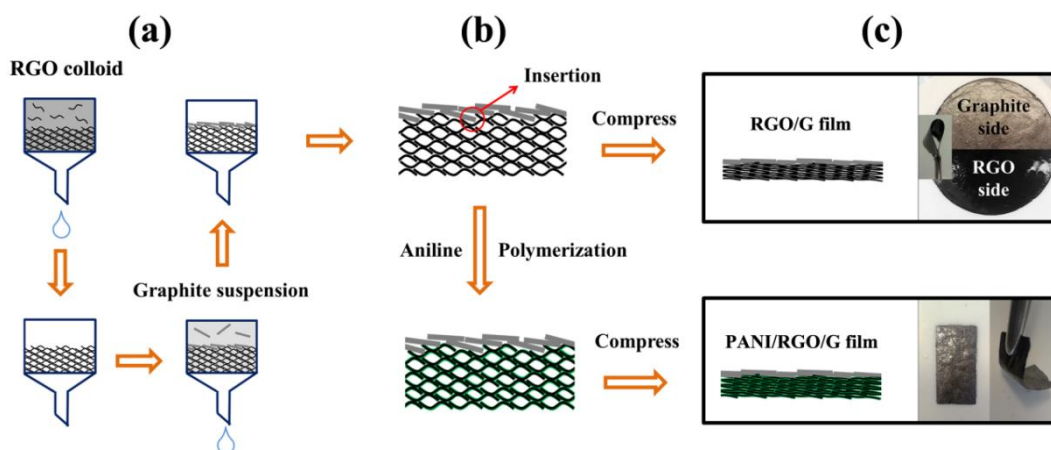 (a)
(b)
(c)
RGO colloid
Graphite suspension
Insertion
Compress
Aniline
Polymerization
Compress
RGO/G film
Graphite
side
RGO
side
PANI/RGO/G film